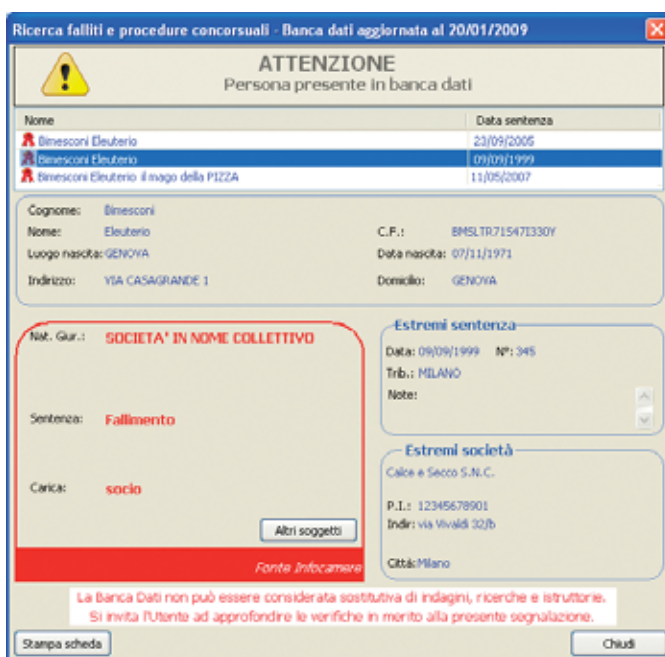 Ricerca falliti e procedure concorsuali - Banca dati aggiornata al 20/01/2009
ATTENZIONE
Persona presente in banca dati
Nome Data sentenza
Bimesconi Eleuterio 23/09/2005
Bimesconi Eleuterio 09/09/1999
Bimesconi Eleuterio il mago della PIZZA 11/05/2007
Cognome: Bimesconi
Nome: Eleuterio C.F.: BMSLTR71S47I330Y
Luogo nascita: GENOVA Data nascita: 07/11/1971
Indirizzo: VIA CASAGRANDE 1 Domicilio: GENOVA
Nat. Giur.: SOCIETA' IN NOME COLLETTIVO
Sentenza: Fallimento
Carica: socio
Altri soggetti
Fonte Infocamere
Estremi sentenza
Data: 09/09/1999 N°: 345
Trib.: MILANO
Note:
Estremi società
Calce e Secco S.N.C.
P.I.: 12345678901
Indir: via Vivaldi 32/b
Città: Milano
La Banca Dati non può essere considerata sostitutiva di indagini, ricerche e istruttorie.
Si invita l'Utente ad approfondire le verifiche in merito alla presente segnalazione.
Stampa scheda Chiudi